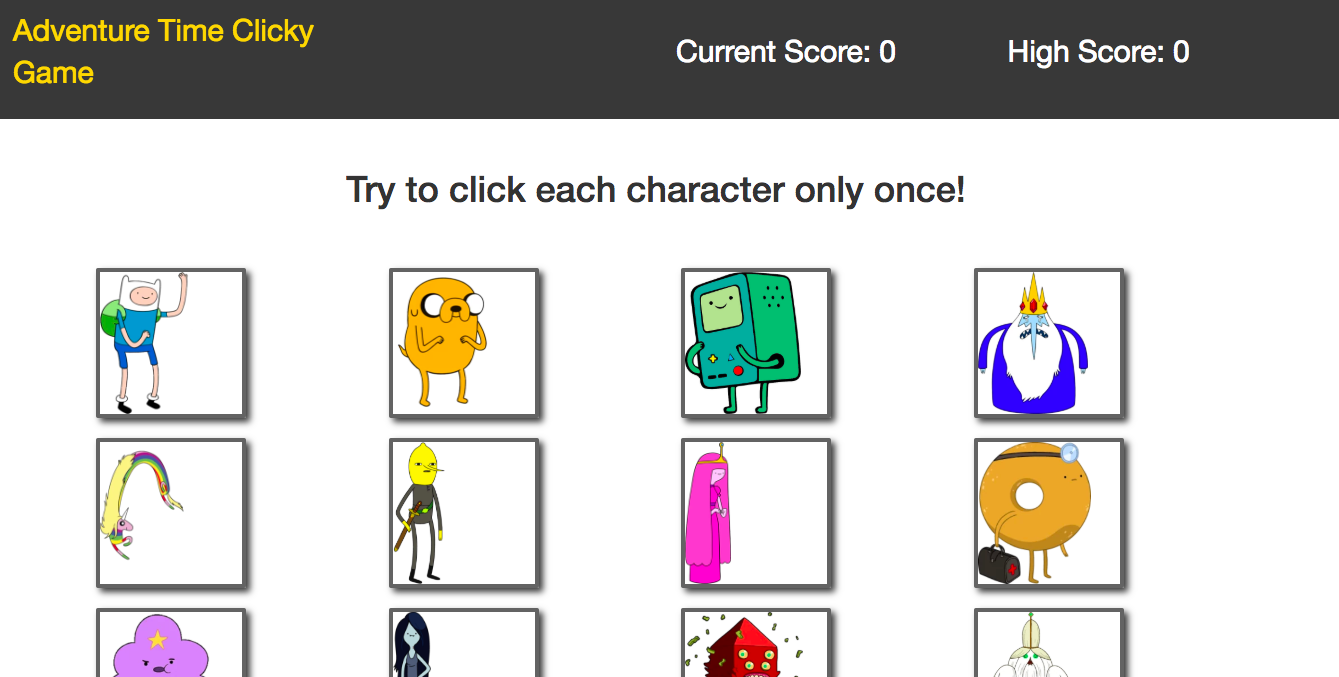 Adventure Time Clicky
Game
Current Score: 0
High Score: 0
Try to click each character only once!